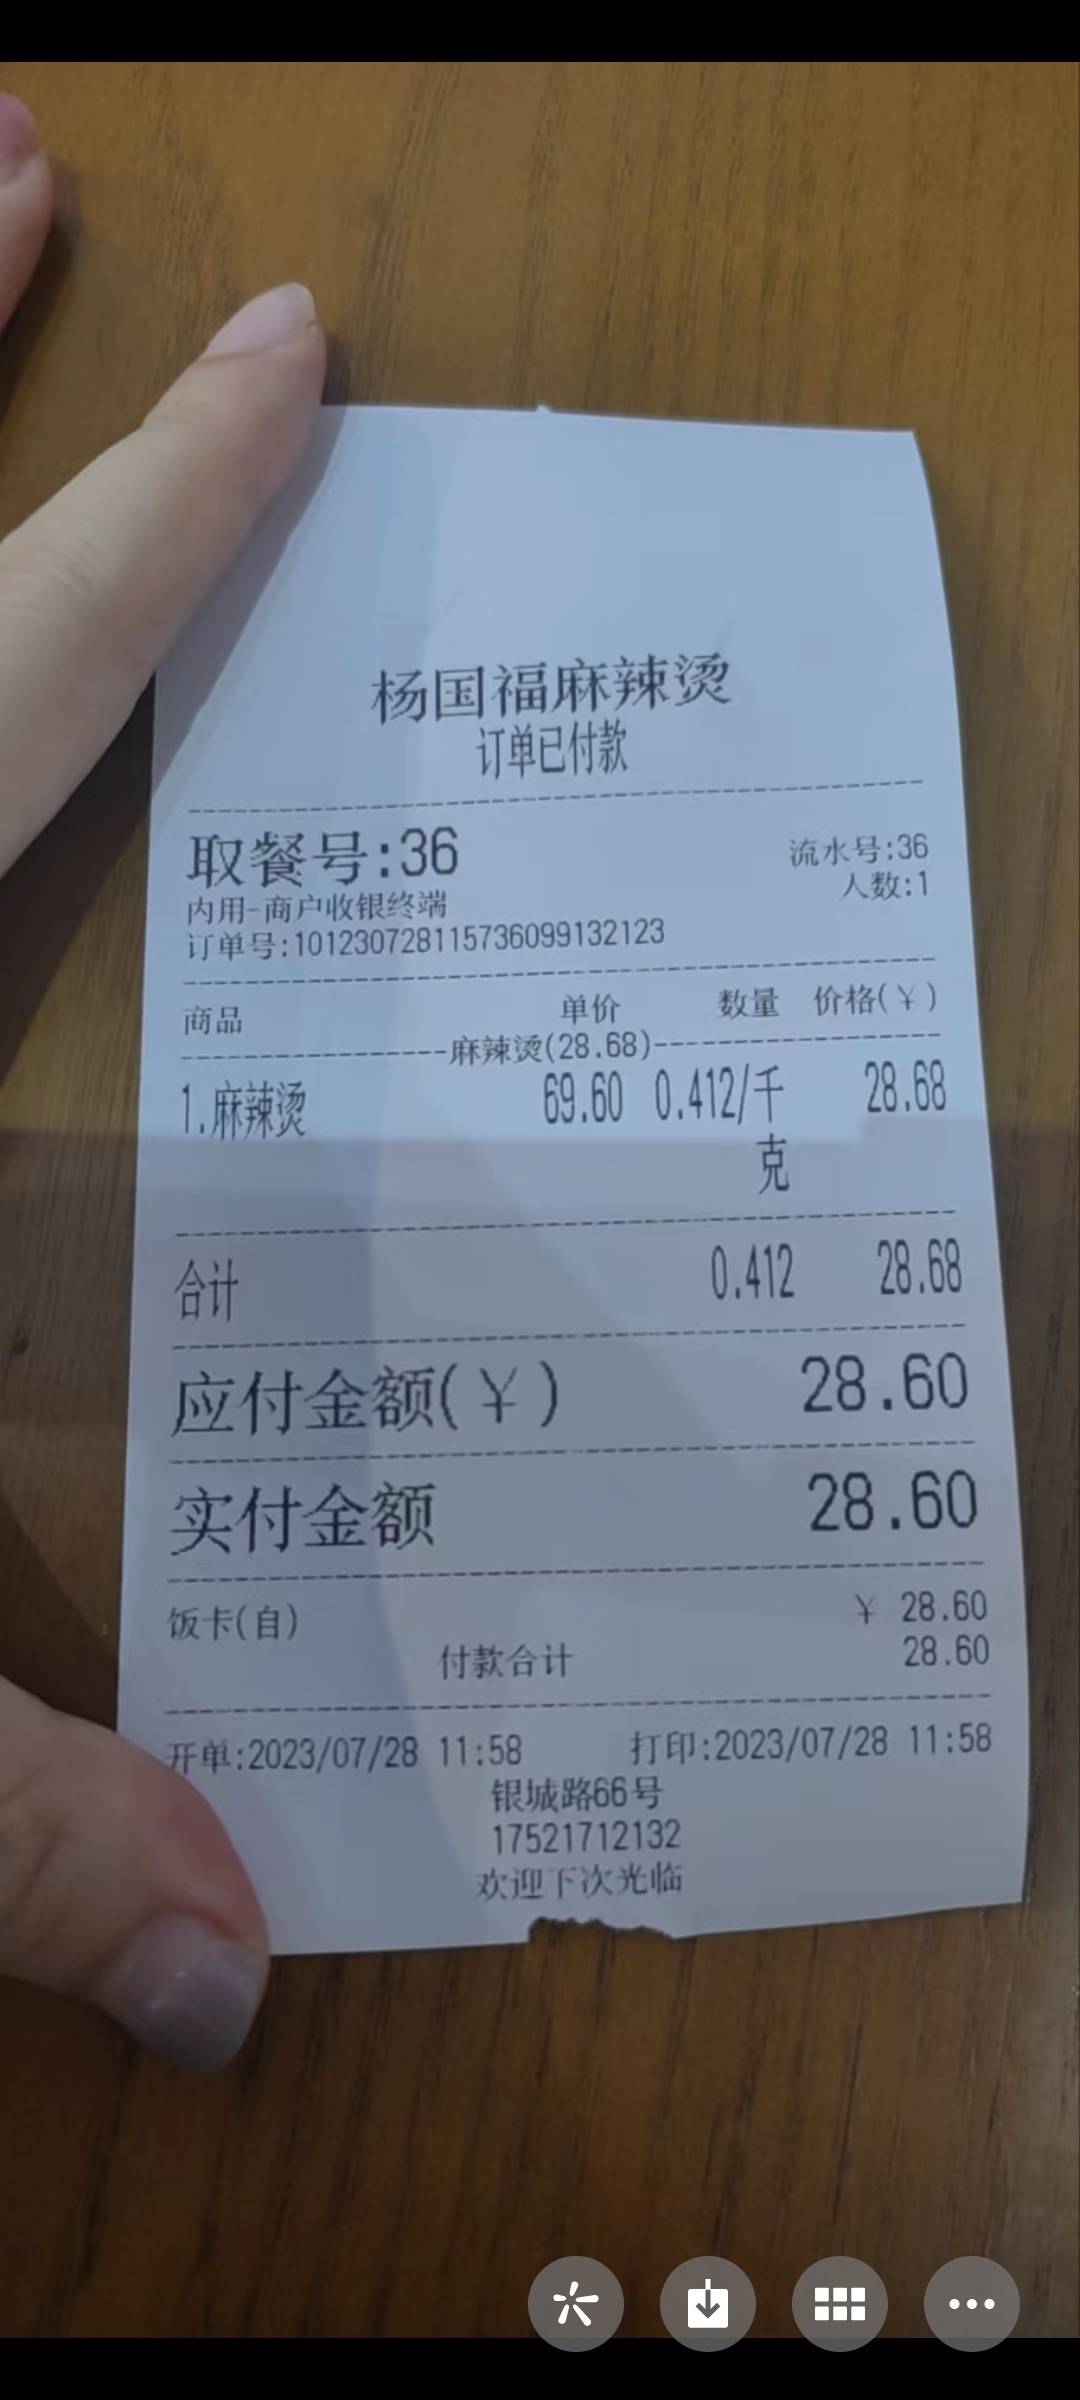 杨国福麻辣烫
订单已付款
取餐号:36 流水号:36
内用-商户收银终端 人数:1
订单号:101230728115736099132123
商品 单价 数量 价格(￥)
麻辣烫(28.68)
1.麻辣烫 69.60 0.412/千克 28.68
合计 0.412 28.68
应付金额(￥) 28.60
实付金额 28.60
饭卡(自) ￥ 28.60
付款合计 28.60
开单:2023/07/28 11:58 打印:2023/07/28 11:58
银城路66号
17521712132
欢迎下次光临